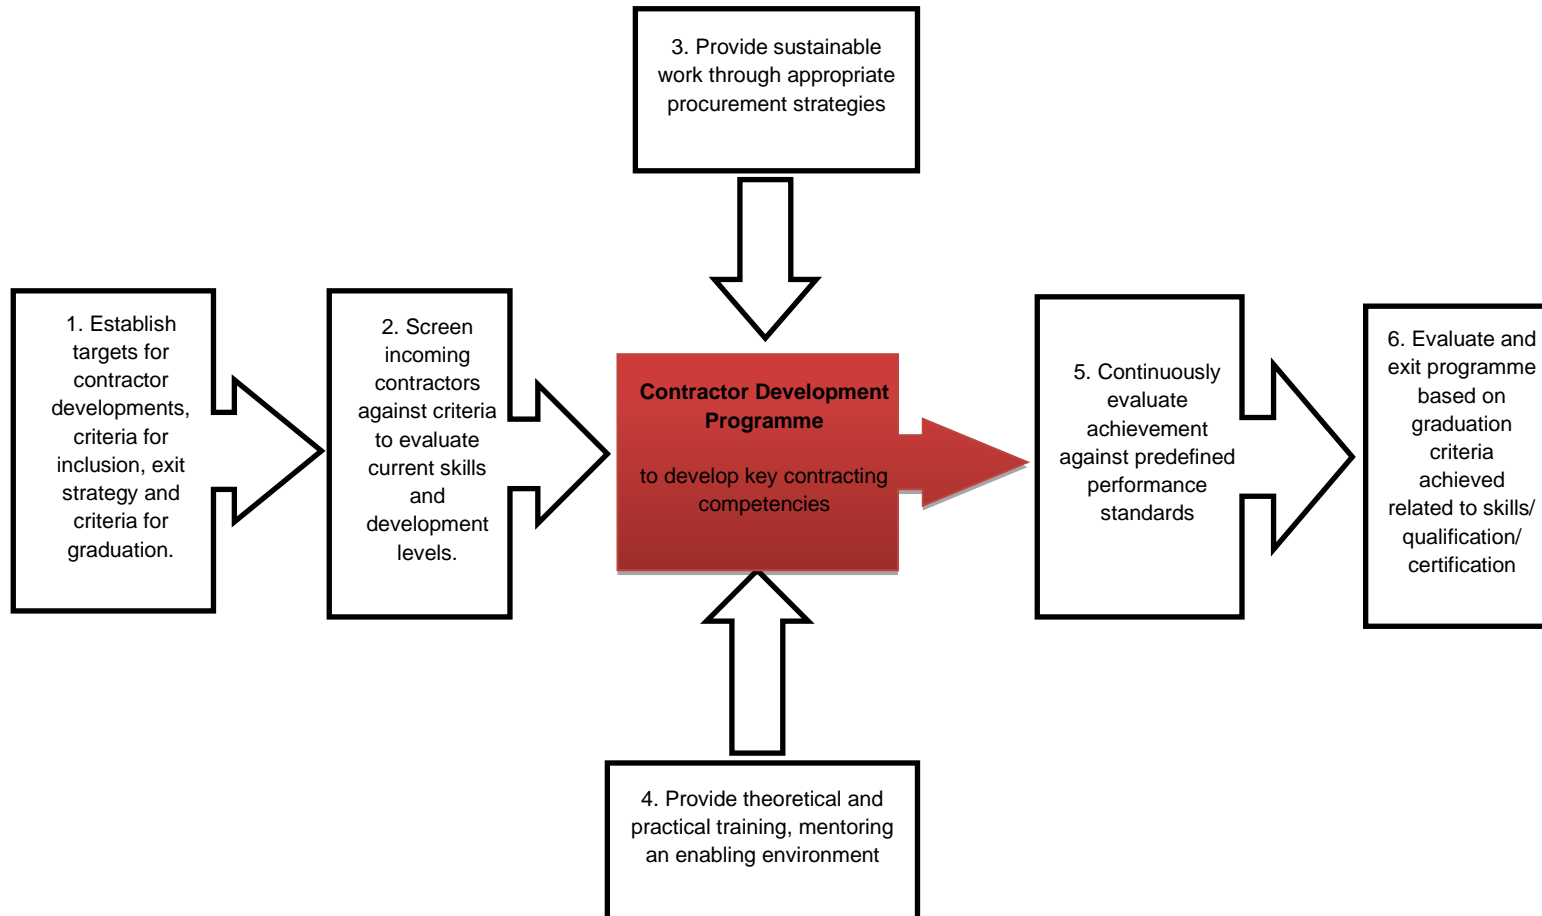 3. Provide sustainable
work through appropriate
procurement strategies
1. Establish
targets for
contractor
developments,
criteria for
inclusion, exit
strategy and
criteria for
graduation.
2. Screen
incoming
contractors
against criteria
to evaluate
current skills
and
development
levels.
Contractor Development
Programme
to develop key contracting
competencies
4. Provide theoretical and
practical training, mentoring
an enabling environment
5. Continuously
evaluate
achievement
against predefined
performance
standards
6. Evaluate and
exit programme
based on
graduation
criteria
achieved
related to skills/
qualification/
certification